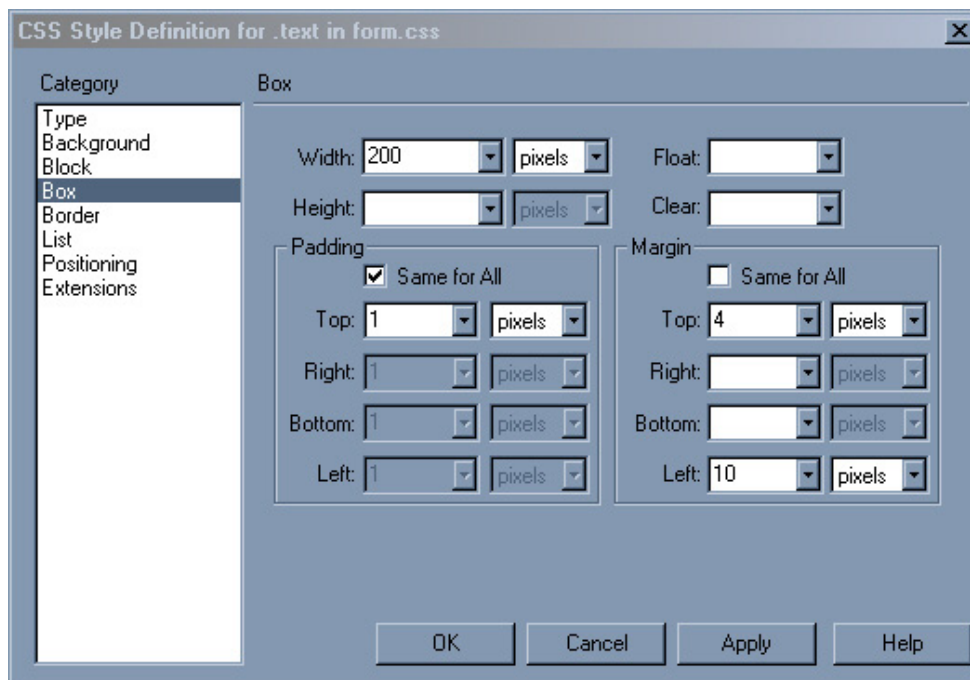 CSS Style Definition for .text in form.css
Category Box
Type
Background
Block
Box
Border
List
Positioning
Extensions
Width: 200 pixels Float:
Height: pixels Clear:
Padding Margin
Same for All Same for All
Top: 1 pixels Top: 4 pixels
Right: 1 pixels Right: pixels
Bottom: 1 pixels Bottom: pixels
Left: 1 pixels Left: 10 pixels
OK Cancel Apply Help